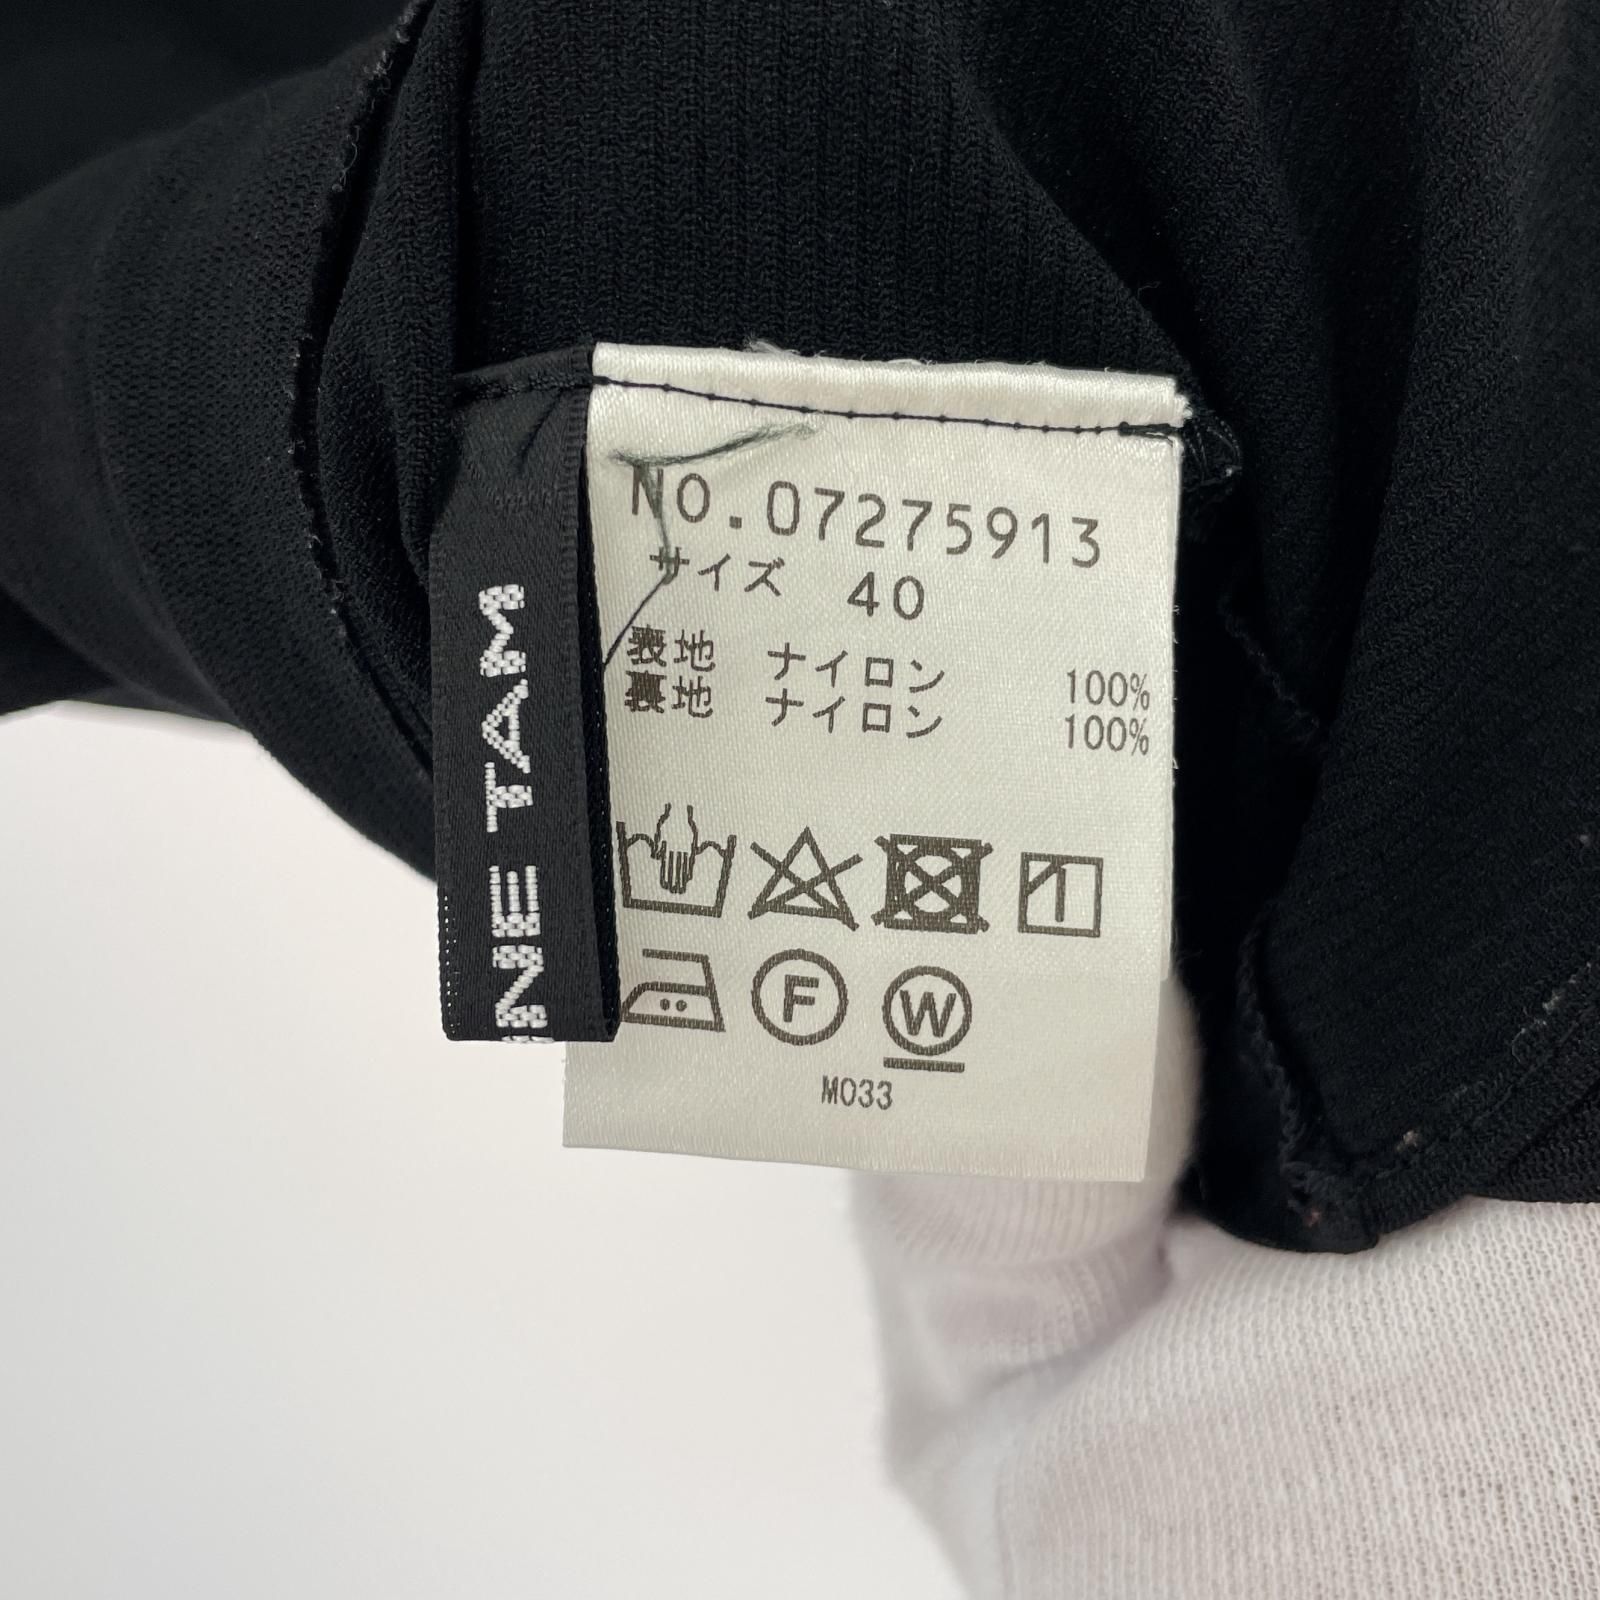 No.07275913
サイズ 40
表地 ナイロン 100%
裏地 ナイロン 100%
F
W
M033
NE TAM